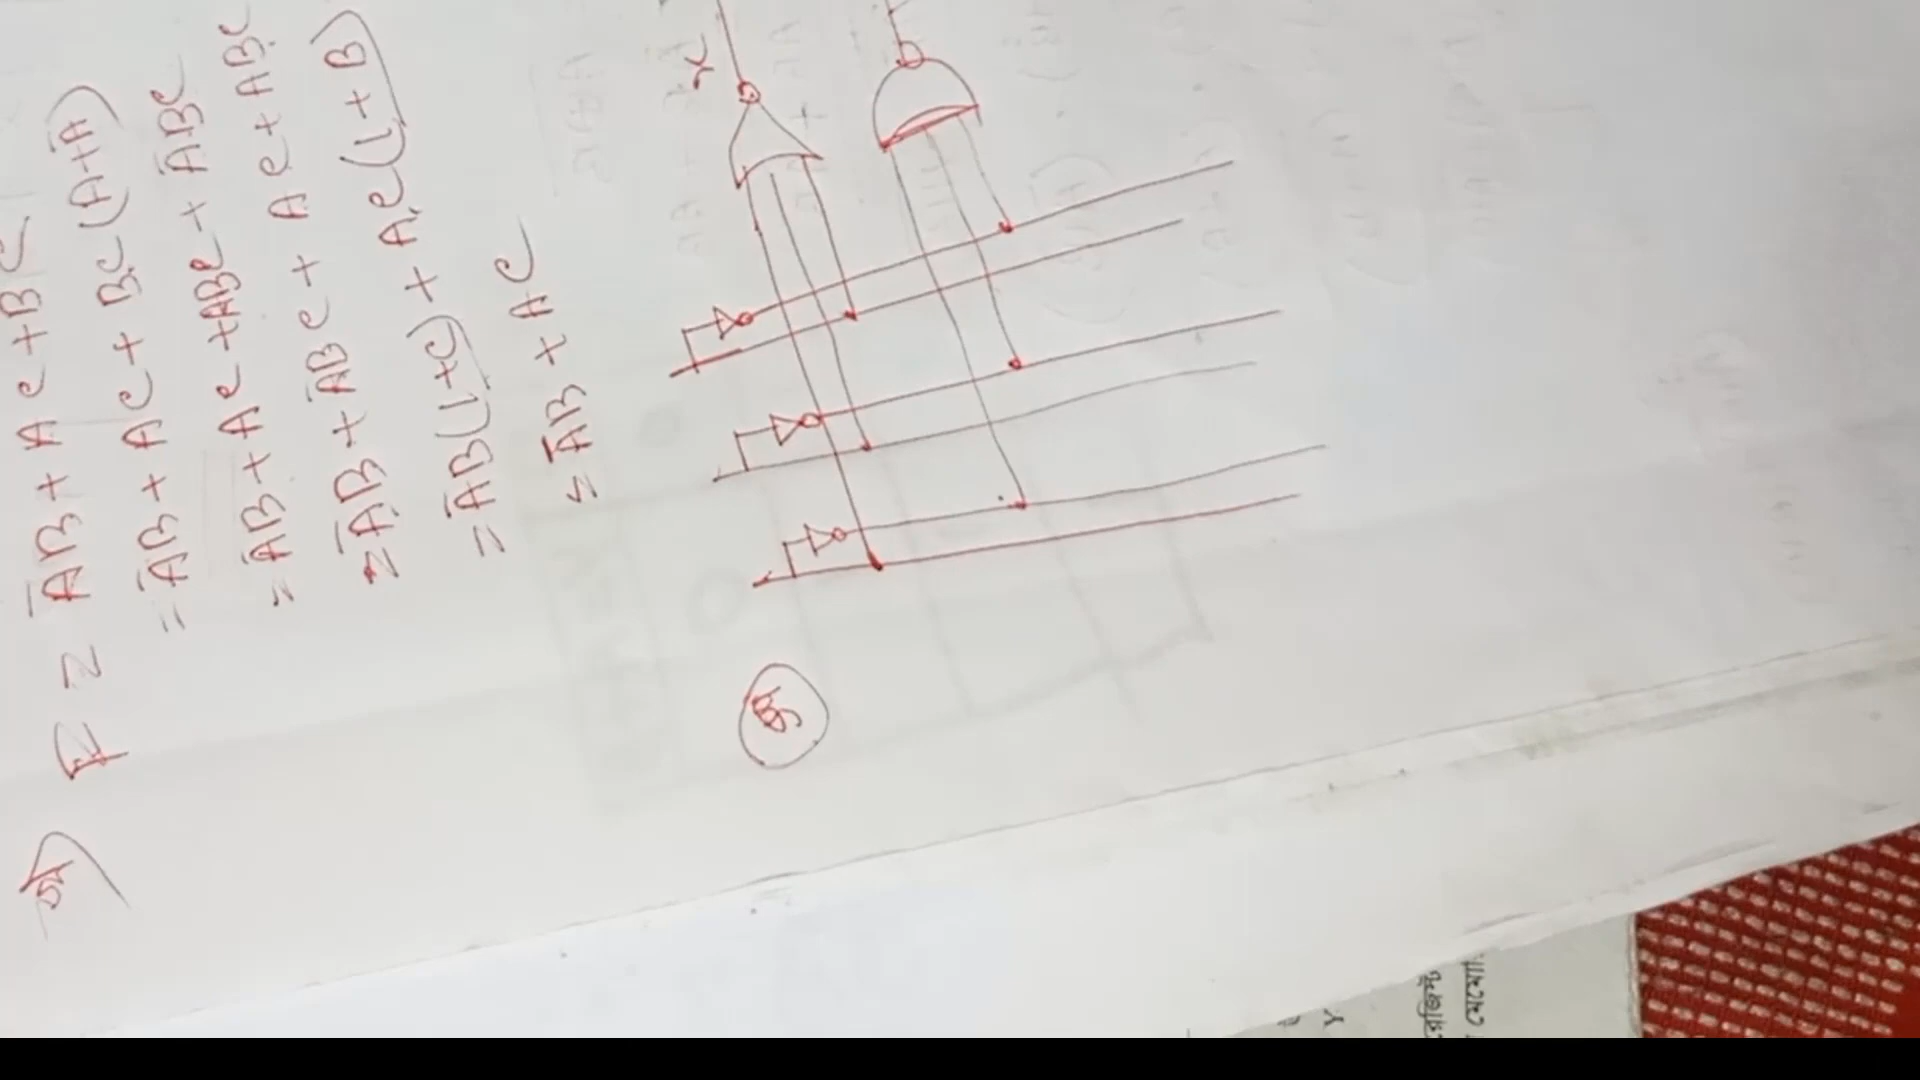 জ) F = ĀB + AC + BC
= ĀB + AC + BC(A+Ā)
= ĀB + AC + ABC + ĀBC
= ĀB + ĀBC + AC + ABC
= ĀB(1+C) + AC(1+B)
= ĀB + AC
x